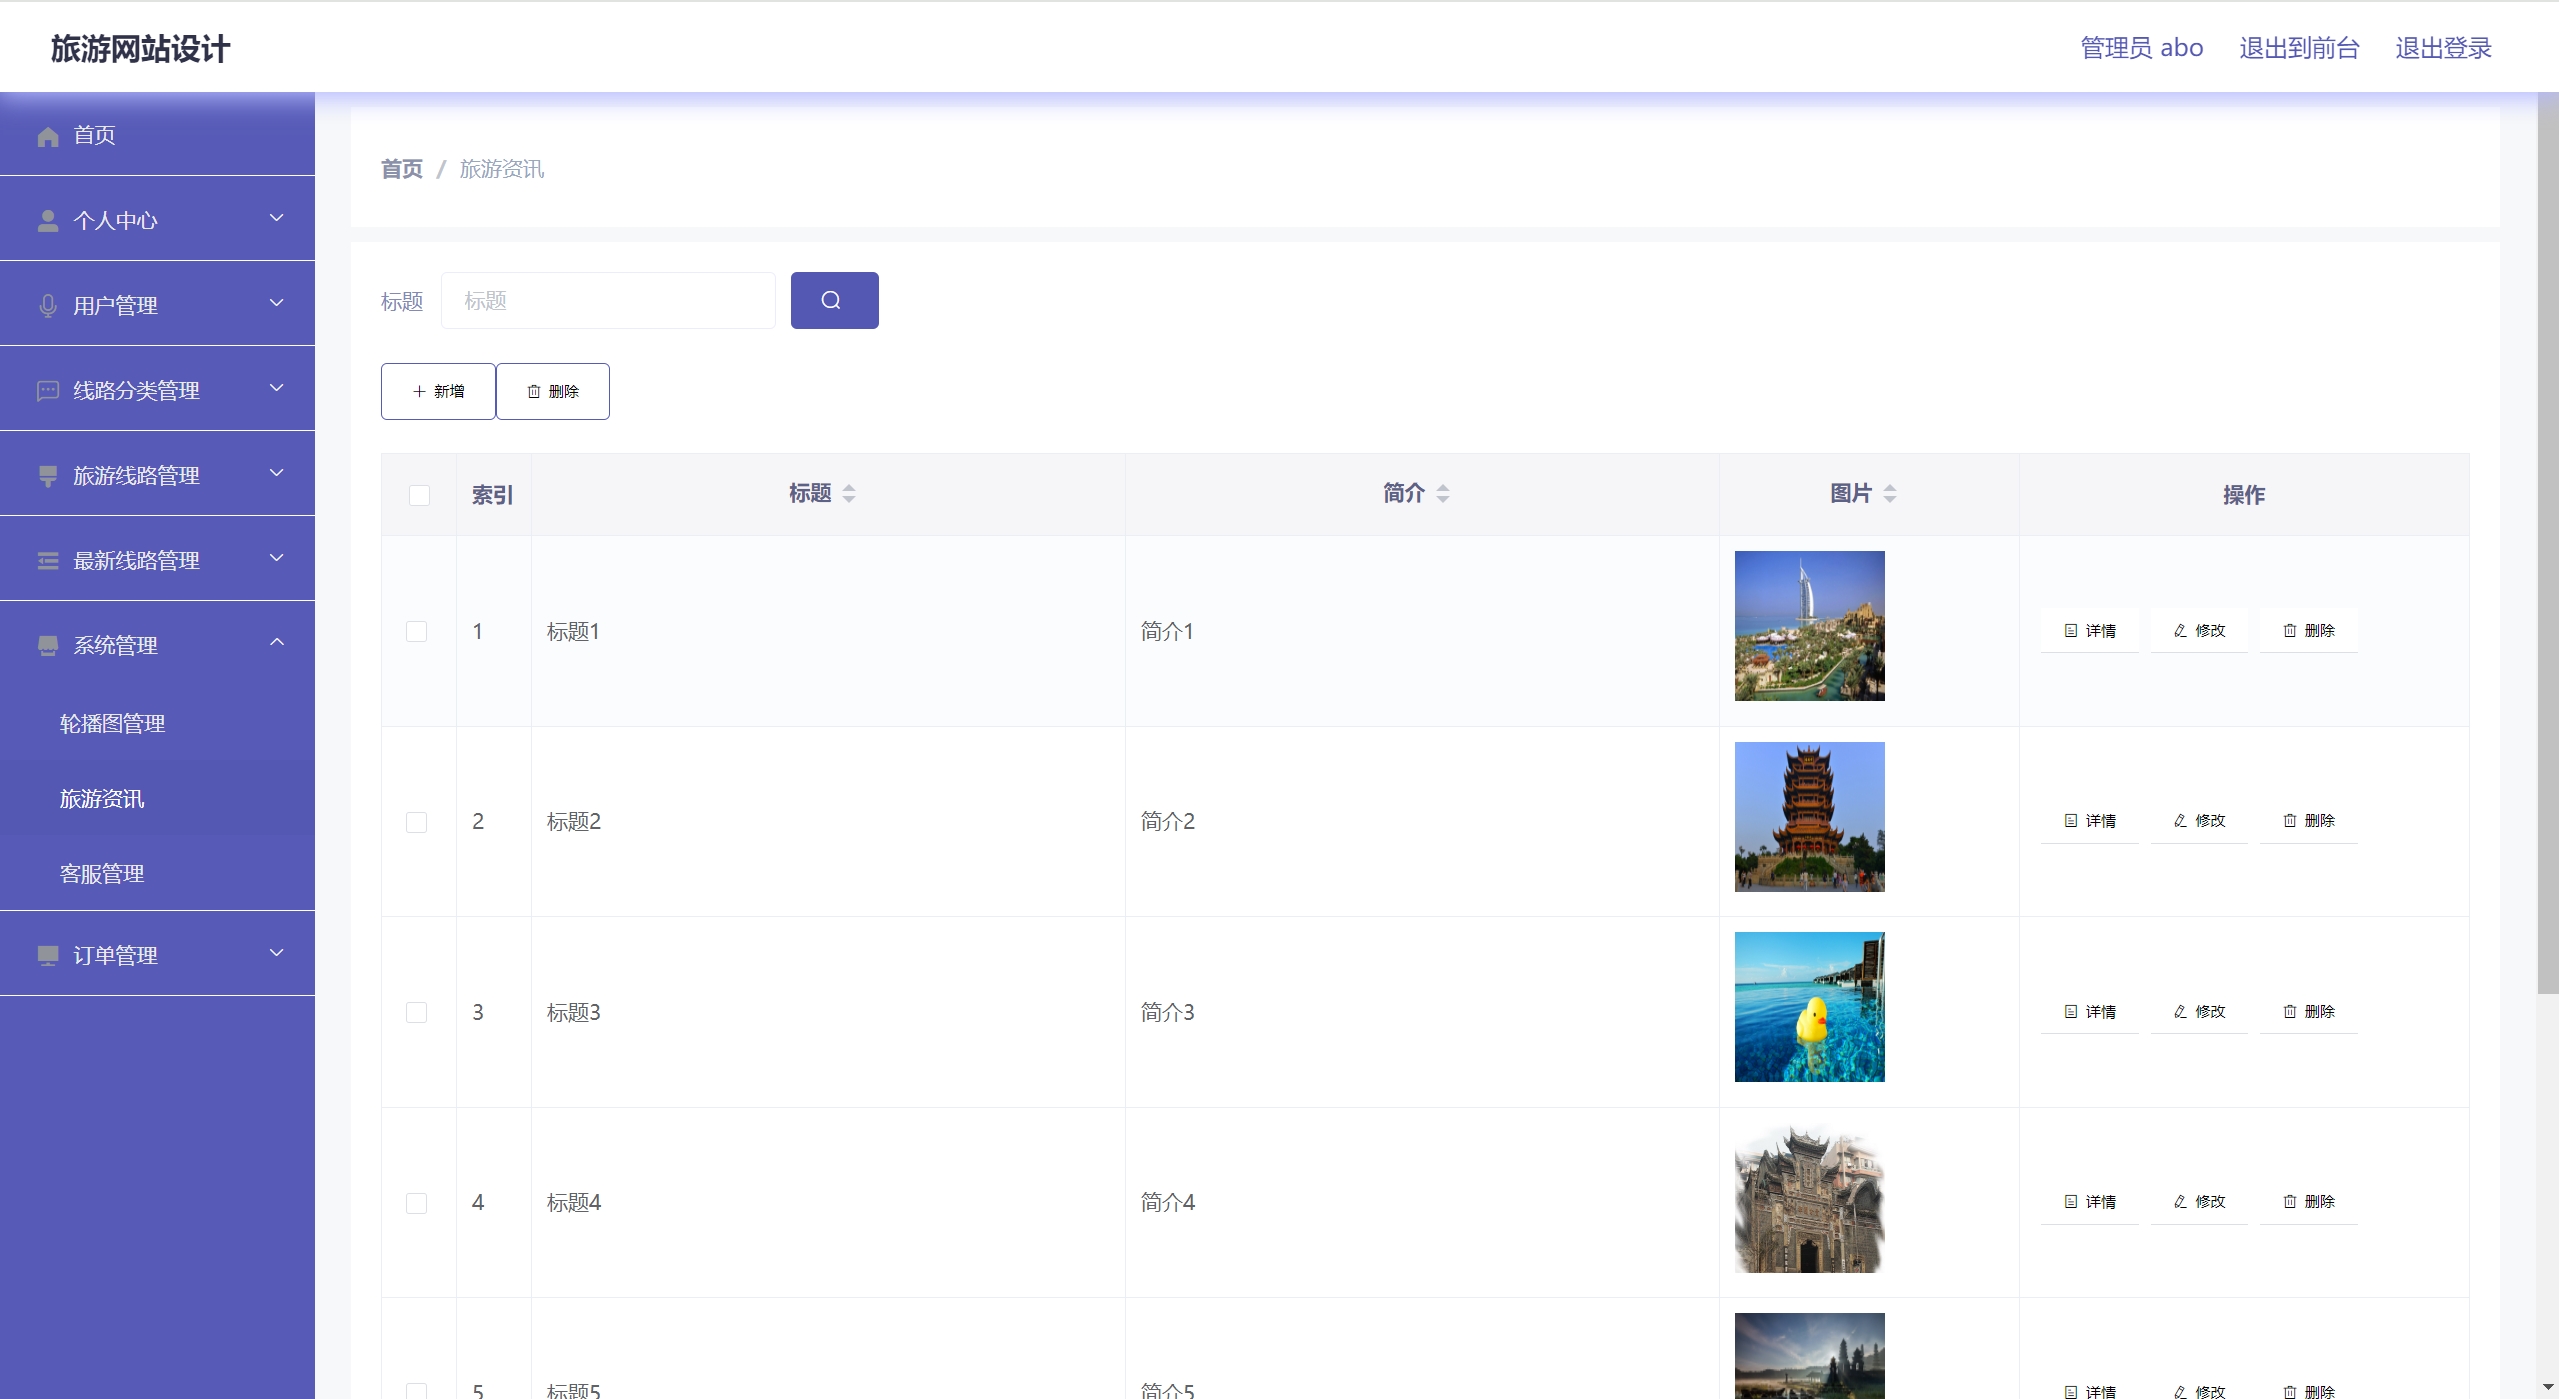 旅游网站设计
管理员 abo 退出到前台 退出登录
首页
个人中心
用户管理
线路分类管理
旅游线路管理
最新线路管理
系统管理
轮播图管理
旅游资讯
客服管理
订单管理
首页 / 旅游资讯
标题 标题
新增 删除
索引 标题 简介 图片 操作
1 标题1 简介1 详情 修改 删除
2 标题2 简介2 详情 修改 删除
3 标题3 简介3 详情 修改 删除
4 标题4 简介4 详情 修改 删除
5 标题5 简介5 详情 修改 删除